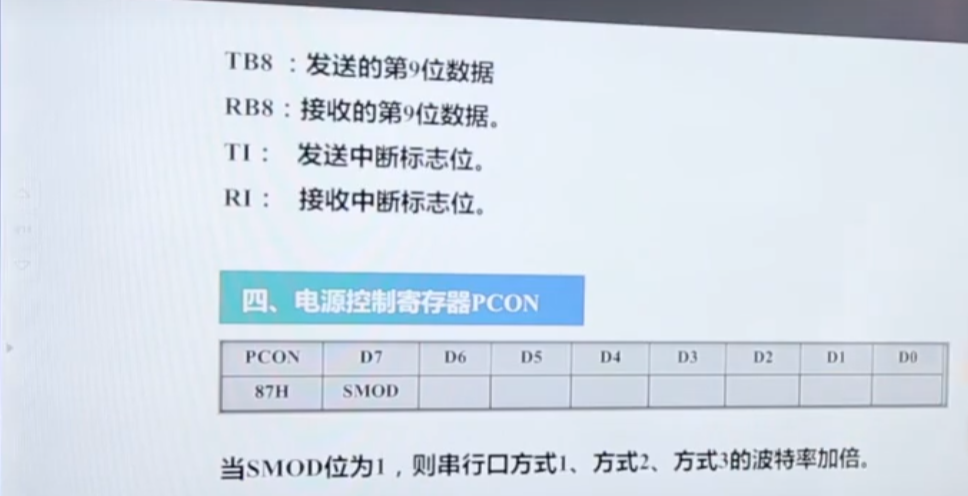 TB8 ：发送的第9位数据
RB8：接收的第9位数据。
TI： 发送中断标志位。
RI： 接收中断标志位。
四、电源控制寄存器PCON
PCON D7 D6 D5 D4 D3 D2 D1 D0
87H SMOD
当SMOD位为1，则串行口方式1、方式2、方式3的波特率加倍。